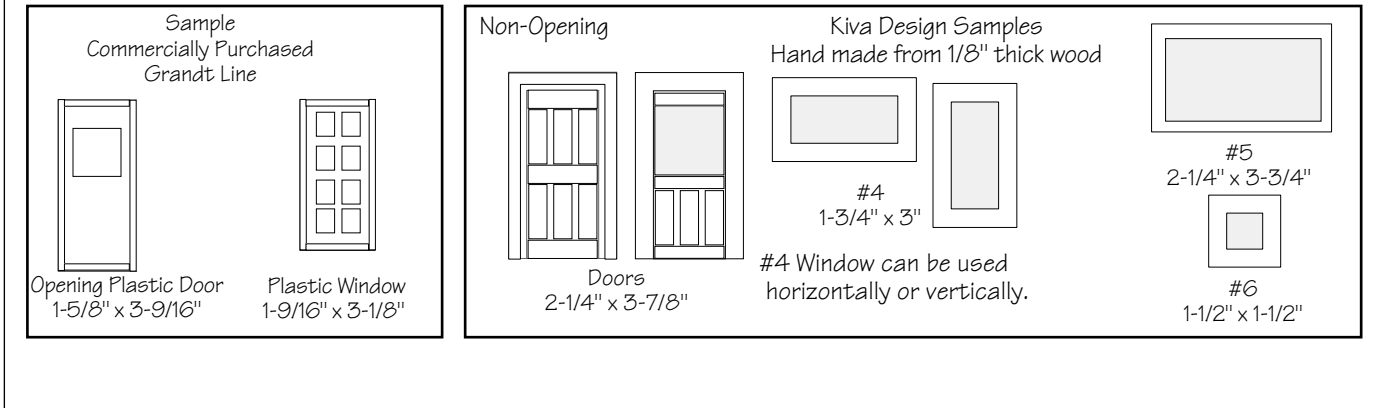 Sample
Commercially Purchased
Grandt Line
Opening Plastic Door
1-5/8" x 3-9/16"
Plastic Window
1-9/16" x 3-1/8"
Non-Opening
Kiva Design Samples
Hand made from 1/8" thick wood
Doors
2-1/4" x 3-7/8"
#4
1-3/4" x 3"
#4 Window can be used
horizontally or vertically.
#5
2-1/4" x 3-3/4"
#6
1-1/2" x 1-1/2"